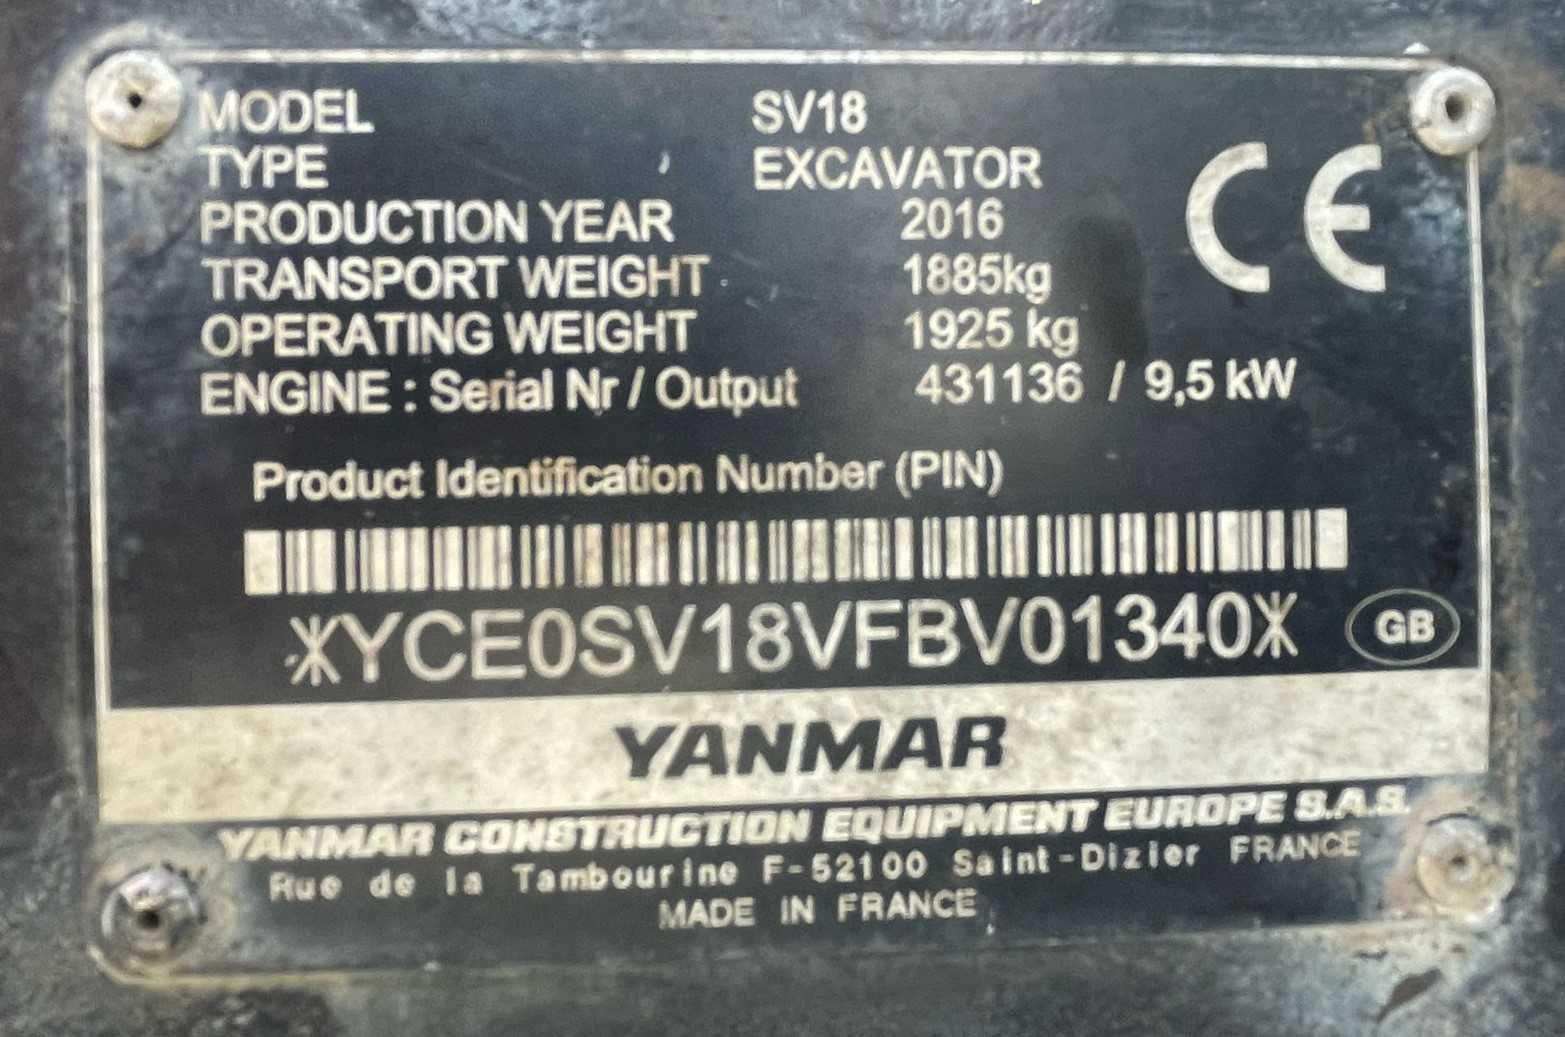 MODEL SV18
TYPE EXCAVATOR
PRODUCTION YEAR 2016
TRANSPORT WEIGHT 1885kg
OPERATING WEIGHT 1925 kg
ENGINE : Serial Nr / Output 431136 / 9,5 kW
CE
Product Identification Number (PIN)
*YCE0SV18VFBV01340*
GB
YANMAR
YANMAR CONSTRUCTION EQUIPMENT EUROPE S.A.S.
Rue de la Tambourine F-52100 Saint-Dizier FRANCE
MADE IN FRANCE